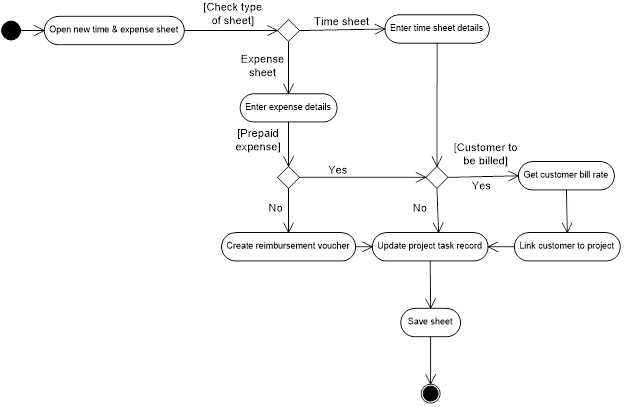 [Check type
of sheet]
Time sheet
Open new time & expense sheet
Enter time sheet details
Expense
sheet
Enter expense details
[Prepaid
expense]
[Customer to
be billed]
Yes
Get customer bill rate
Yes
No
No
Create reimbursement voucher
Update project task record
Link customer to project
Save sheet